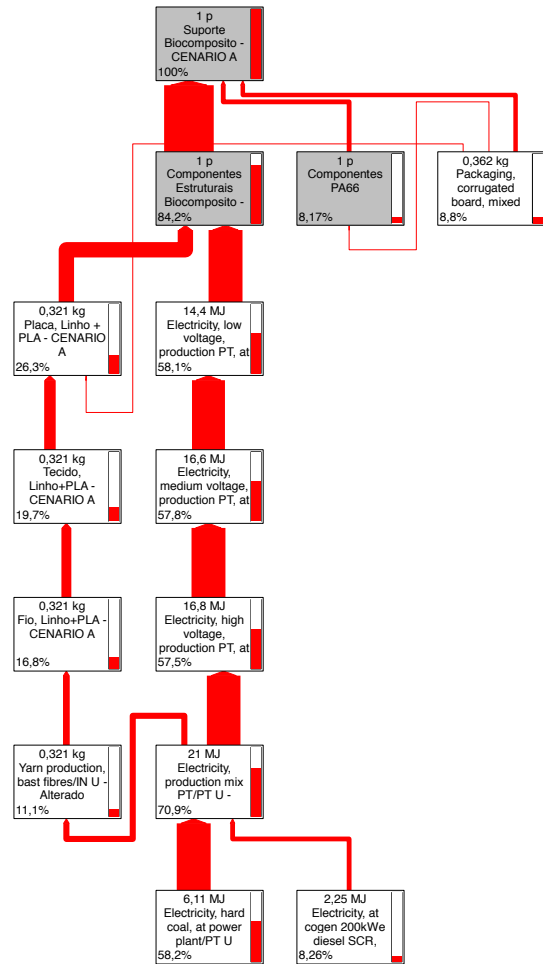 1 p
Suporte
Biocomposito -
CENARIO A
100%
1 p
Componentes
Estruturais
Biocomposito -
84,2%
1 p
Componentes
PA66
8,17%
0,362 kg
Packaging,
corrugated
board, mixed
8,8%
0,321 kg
Placa, Linho +
PLA - CENARIO
A
26,3%
14,4 MJ
Electricity, low
voltage,
production PT, at
58,1%
0,321 kg
Tecido,
Linho+PLA -
CENARIO A
19,7%
16,6 MJ
Electricity,
medium voltage,
production PT, at
57,8%
0,321 kg
Fio, Linho+PLA -
CENARIO A
16,8%
16,8 MJ
Electricity, high
voltage,
production PT, at
57,5%
0,321 kg
Yarn production,
bast fibres/IN U -
Alterado
11,1%
21 MJ
Electricity,
production mix
PT/PT U -
70,9%
6,11 MJ
Electricity, hard
coal, at power
plant/PT U
58,2%
2,25 MJ
Electricity, at
cogen 200kWe
diesel SCR,
8,26%